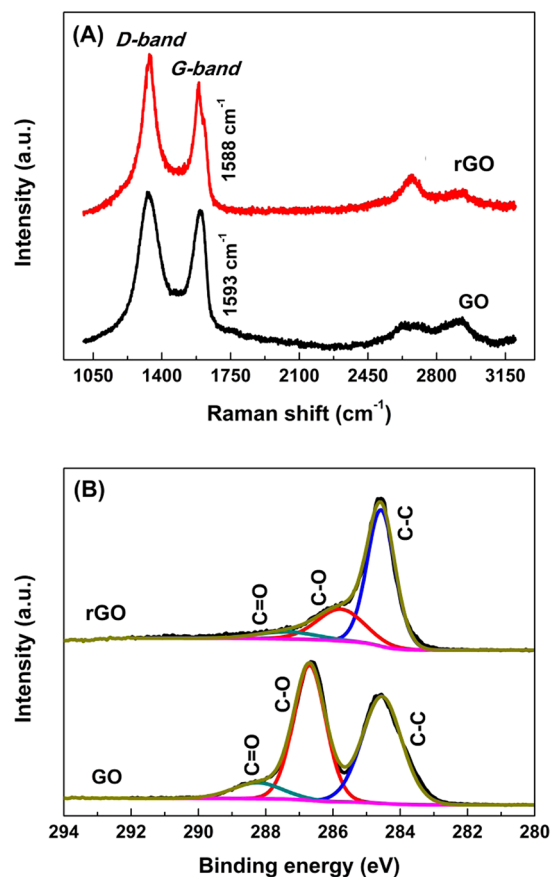 (A)
D-band
G-band
1588 cm⁻¹
rGO
1593 cm⁻¹
GO
Intensity (a.u.)
1050 1400 1750 2100 2450 2800 3150
Raman shift (cm⁻¹)
(B)
C-C
C-O
C=O
rGO
C-O
C-C
C=O
GO
Intensity (a.u.)
294 292 290 288 286 284 282 280
Binding energy (eV)